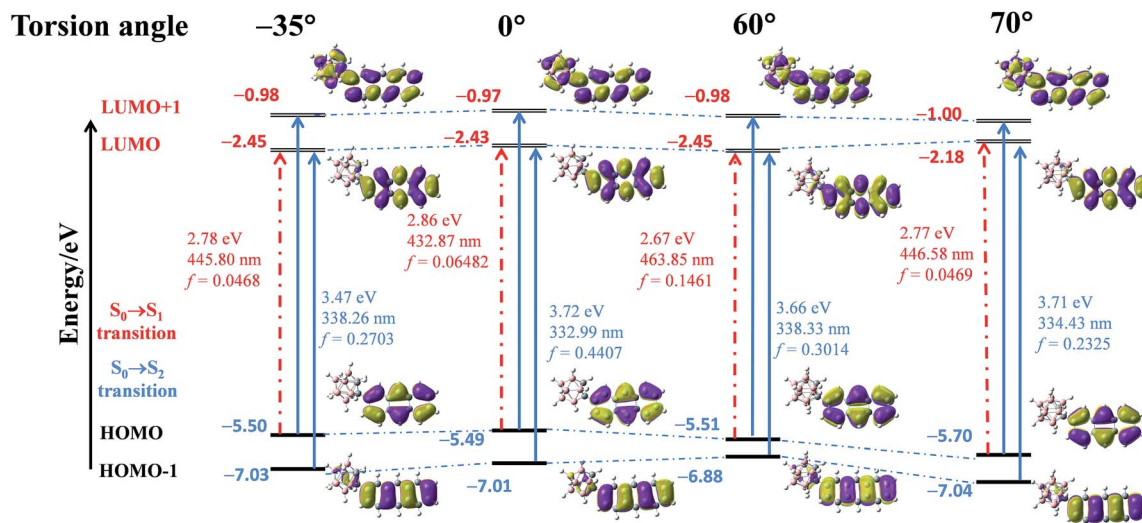 Torsion angle
−35°
0°
60°
70°
LUMO+1
−0.98
−0.97
−0.98
−1.00
LUMO
−2.45
−2.43
−2.45
−2.18
Energy/eV
2.78 eV
445.80 nm
f = 0.0468
2.86 eV
432.87 nm
f = 0.06482
2.67 eV
463.85 nm
f = 0.1461
2.77 eV
446.58 nm
f = 0.0469
S₀→S₁
transition
3.47 eV
338.26 nm
f = 0.2703
3.72 eV
332.99 nm
f = 0.4407
3.66 eV
338.33 nm
f = 0.3014
3.71 eV
334.43 nm
f = 0.2325
S₀→S₂
transition
HOMO
−5.50
−5.49
−5.51
−5.70
HOMO-1
−7.03
−7.01
−6.88
−7.04